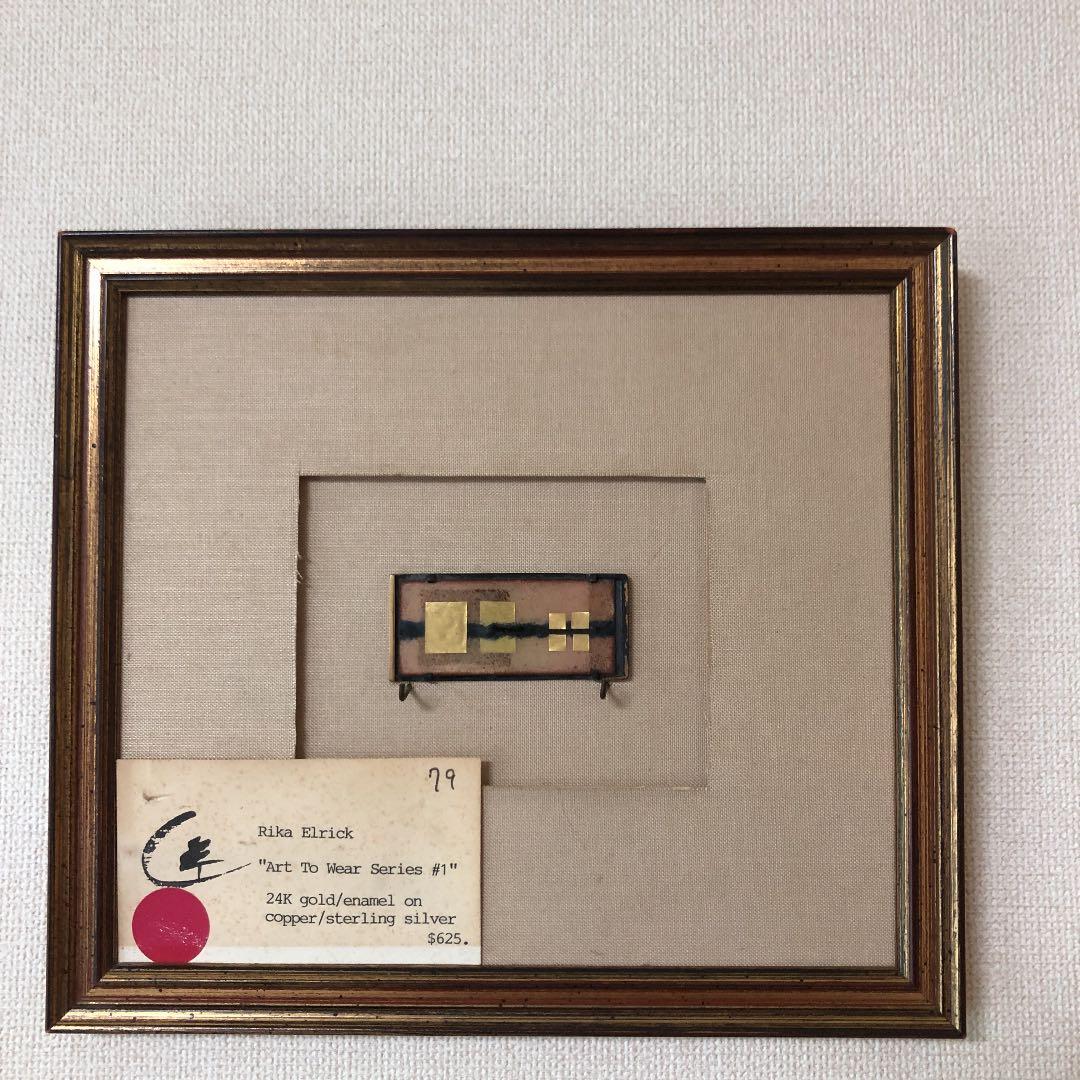 79
Rika Elrick
"Art To Wear Series #1"
24K gold/enamel on
copper/sterling silver
$625.